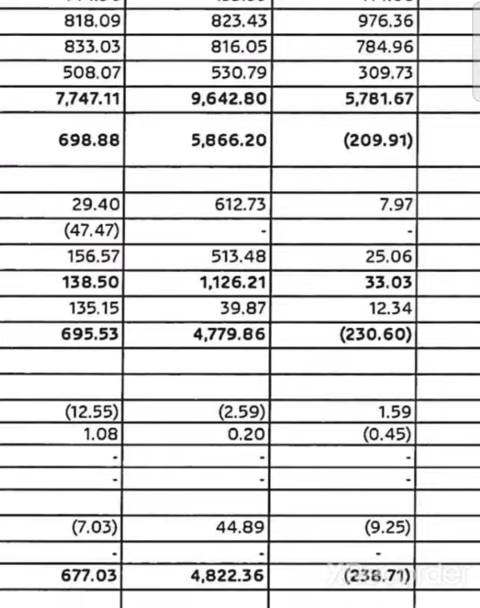 818.09 823.43 976.36
833.03 816.05 784.96
508.07 530.79 309.73
7,747.11 9,642.80 5,781.67
698.88 5,866.20 (209.91)
29.40 612.73 7.97
(47.47) - -
156.57 513.48 25.06
138.50 1,126.21 33.03
135.15 39.87 12.34
695.53 4,779.86 (230.60)
(12.55) (2.59) 1.59
1.08 0.20 (0.45)
- - -
- - -
(7.03) 44.89 (9.25)
- - -
677.03 4,822.36 (238.71)